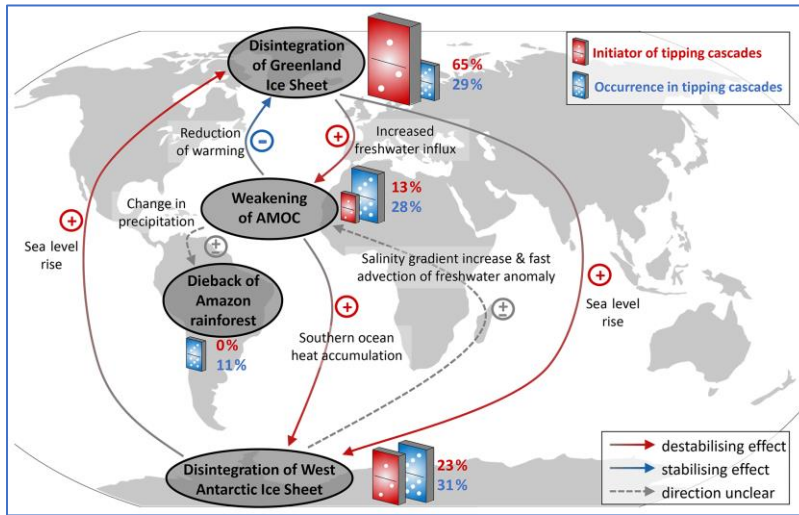 Disintegration
of Greenland
Ice Sheet
65%
29%
Initiator of tipping cascades
Occurrence in tipping cascades
Reduction
of warming
−
+
Increased
freshwater influx
Weakening
of AMOC
13%
28%
Change in
precipitation
±
+
Sea level
rise
Salinity gradient increase & fast
advection of freshwater anomaly
±
+
Sea level
rise
Dieback of
Amazon
rainforest
0%
11%
+
Southern ocean
heat accumulation
Disintegration of West
Antarctic Ice Sheet
23%
31%
destabilising effect
stabilising effect
direction unclear